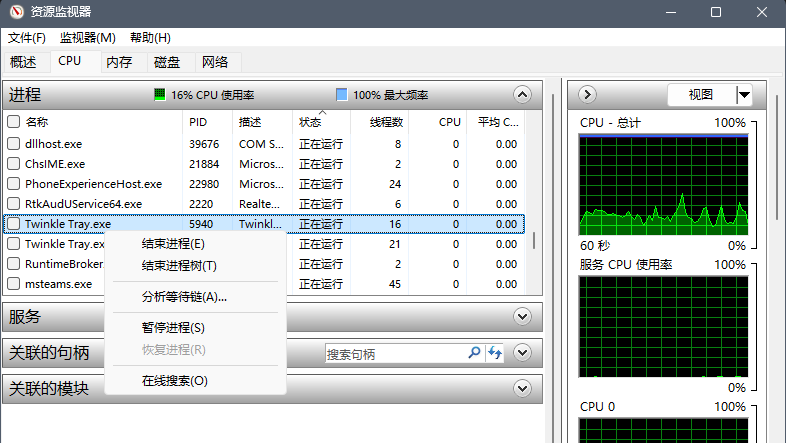 资源监视器
文件(F) 监视器(M) 帮助(H)
概述 CPU 内存 磁盘 网络
进程 16% CPU 使用率 100% 最大频率
名称 PID 描述 状态 线程数 CPU 平均 C...
dllhost.exe 39676 COM S... 正在运行 8 0 0.00
ChsIME.exe 21884 Micros... 正在运行 2 0 0.00
PhoneExperienceHost.exe 22980 Micros... 正在运行 24 0 0.00
RtkAudUService64.exe 2220 Realte... 正在运行 6 0 0.00
Twinkle Tray.exe 5940 Twinkl... 正在运行 16 0 0.00
Twinkle Tray.exe 正在运行 21 0 0.00
RuntimeBroker. 正在运行 2 0 0.00
msteams.exe 正在运行 45 0 0.00
结束进程(E)
结束进程树(T)
分析等待链(A)...
暂停进程(S)
恢复进程(R)
在线搜索(O)
服务
关联的句柄 搜索句柄
关联的模块
视图
CPU - 总计 100%
60 秒 0%
服务 CPU 使用率 100%
0%
CPU 0 100%